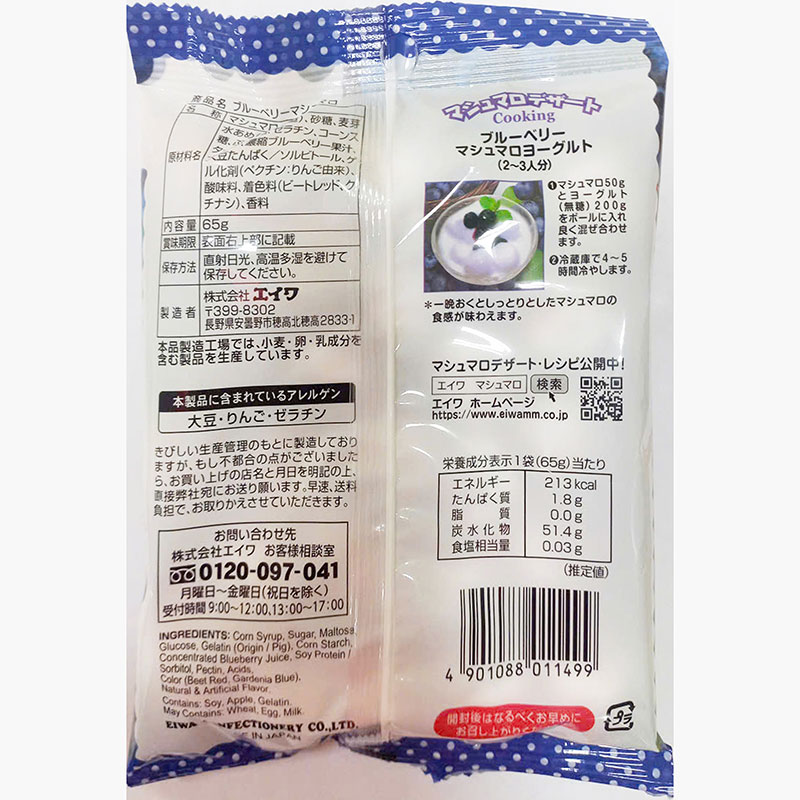 商品名 ブルーベリーマシュマロ
名 称 マシュマロ
原材料名
砂糖、麦芽
水あめ ゼラチン、コーンス
濃縮ブルーベリー果汁、
大豆たんぱく/ソルビトール、ゲ
ル化剤(ペクチン:りんご由来)、
酸味料、着色料(ビートレッド、ク
チナシ)、香料
内容量 65g
賞味期限 表面右上部に記載
保存方法 直射日光、高温多湿を避けて
保存してください。
製造者 株式会社 エイワ
〒399-8302
長野県安曇野市穂高北穂高2833-1
本品製造工場では、小麦・卵・乳成分を
含む製品を生産しています。
本製品に含まれているアレルゲン
大豆・りんご・ゼラチン
きびしい生産管理のもとに製造しており
ますが、もし不都合の点がございました
ら、お買い上げの店名と月日を明記の上、
直接弊社宛にお送り願います。早速、送料
負担で、お取りかえさせていただきます。
お問い合わせ先
株式会社エイワ お客様相談室
0120-097-041
月曜日〜金曜日(祝日を除く)
受付時間 9:00〜12:00,13:00〜17:00
INGREDIENTS: Corn Syrup, Sugar, Maltose
Glucose, Gelatin (Origin / Pig), Corn Starch,
Concentrated Blueberry Juice, Soy Protein /
Sorbitol, Pectin, Acids,
Color (Beet Red, Gardenia Blue),
Natural & Artificial Flavor.
Contains: Soy, Apple, Gelatin.
May Contains: Wheat, Egg, Milk.
CONFECTIONERY CO.,LTD.
IN JAPAN
マシュマロデザート
Cooking
ブルーベリー
マシュマロヨーグルト
(2〜3人分)
❶マシュマロ50g
とヨーグルト
(無糖)200g
をボールに入れ
良く混ぜ合わせ
ます。
❷冷蔵庫で4〜5
時間冷やします。
*一晩おくとしっとりとしたマシュマロの
食感が味わえます。
マシュマロデザート・レシピ公開中!
エイワ マシュマロ 検索
エイワ ホームページ
https://www.eiwamm.co.jp
栄養成分表示1袋(65g)当たり
エネルギー 213kcal
たんぱく質 1.8g
脂質 0.0g
炭水化物 51.4g
食塩相当量 0.03g
(推定値)
4 901088 011499
開封後はなるべくお早めに
お召し上がりく
プラ